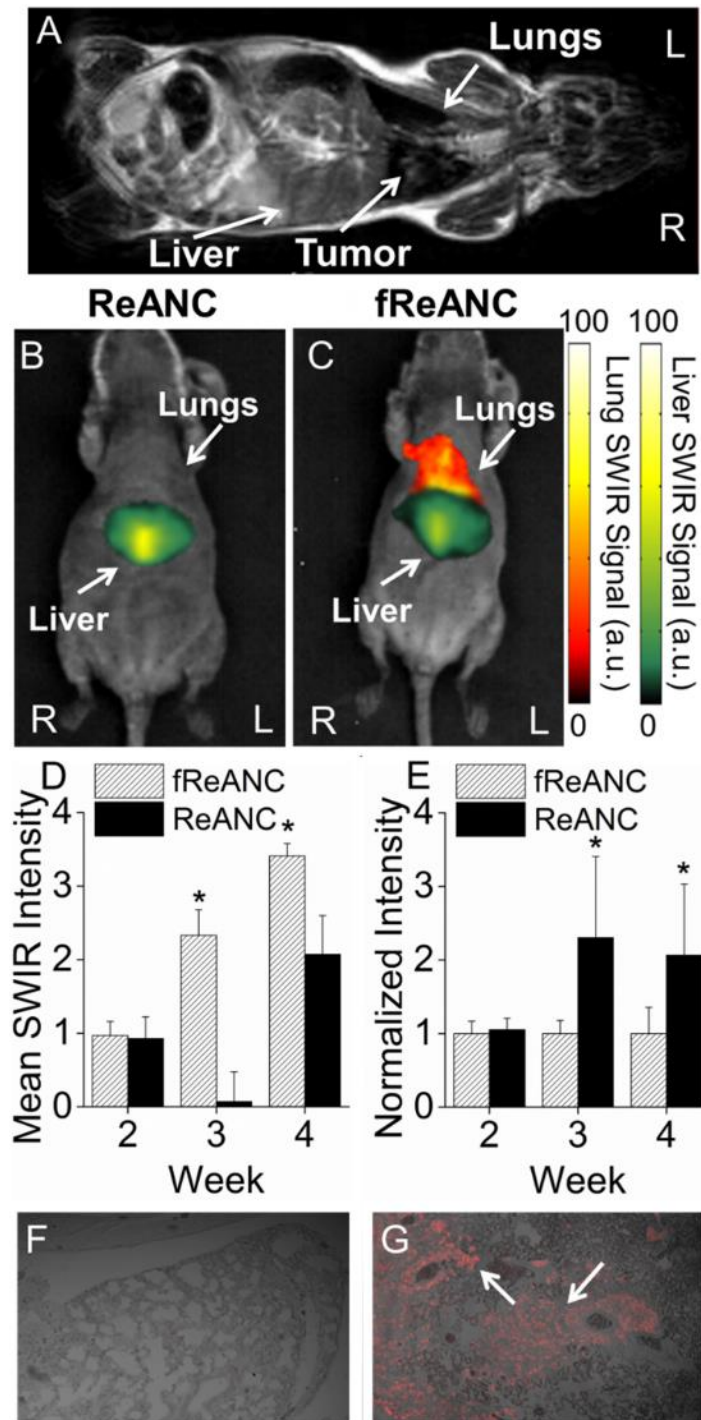 A
Lungs
L
Liver
Tumor
R
ReANC
fReANC
B
Lungs
Liver
R
L
C
Lungs
Liver
R
L
100
Lung SWIR
Signal (a.u.)
0
100
Liver SWIR
Signal (a.u.)
0
D
fReANC
ReANC
*
*
Mean SWIR Intensity
4
3
2
1
0
2
3
4
Week
E
fReANC
ReANC
*
*
Normalized Intensity
4
3
2
1
0
2
3
4
Week
F
G